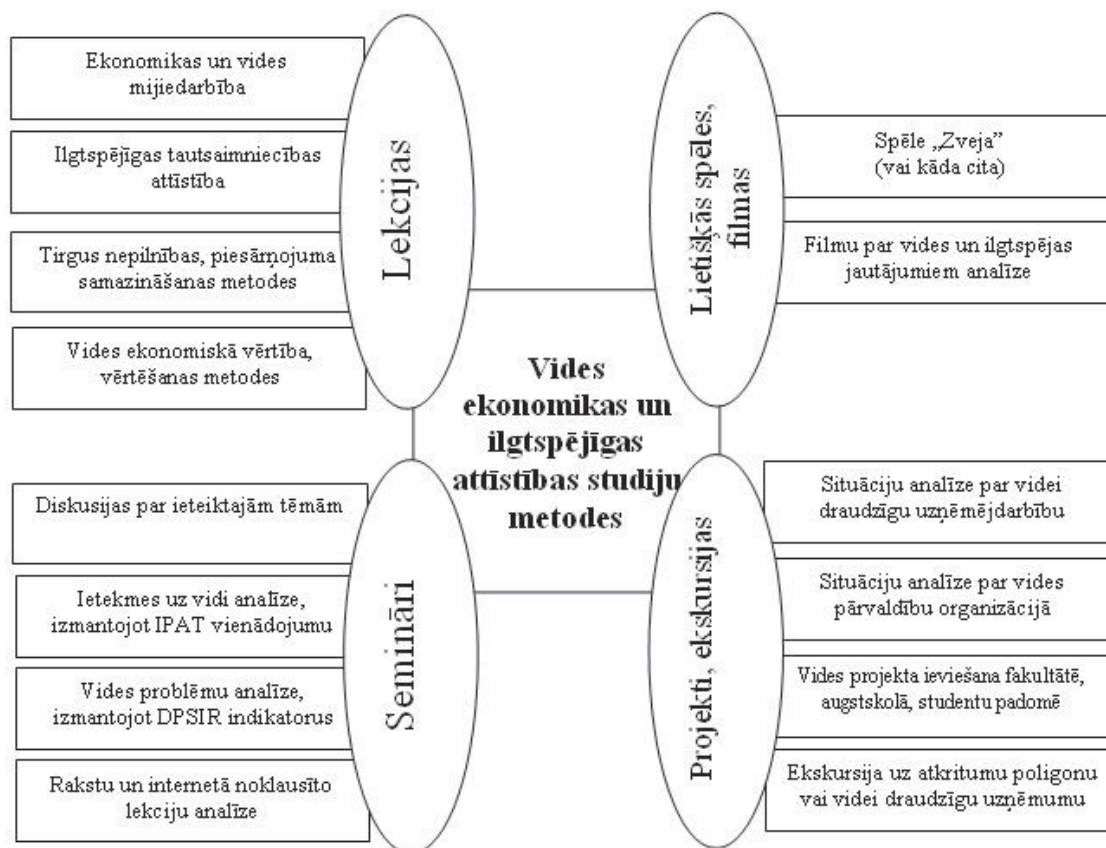 Ekonomikas un vides
mijiedarbība
Ilgtspējīgas tautsaimniecības
attīstība
Tirgus nepilnības, piesārņojuma
samazināšanas metodes
Vides ekonomiskā vērtība,
vērtēšanas metodes
Lekcijas
Lietišķās spēles,
filmas
Spēle „Zveja”
(vai kāda cita)
Filmu par vides un ilgtspējas
jautājumiem analīze
Vides
ekonomikas un
ilgtspējīgas
attīstības studiju
metodes
Diskusijas par ieteiktajām tēmām
Ietekmes uz vidi analīze,
izmantojot IPAT vienādojumu
Vides problēmu analīze,
izmantojot DPSIR indikatorus
Rakstu un internetā noklausīto
lekciju analīze
Semināri
Projekti, ekskursijas
Situāciju analīze par videi
draudzīgu uzņēmējdarbību
Situāciju analīze par vides
pārvaldību organizācijā
Vides projekta ieviešana fakultātē,
augstskolā, studentu padomē
Ekskursija uz atkritumu poligonu
vai videi draudzīgu uzņēmumu